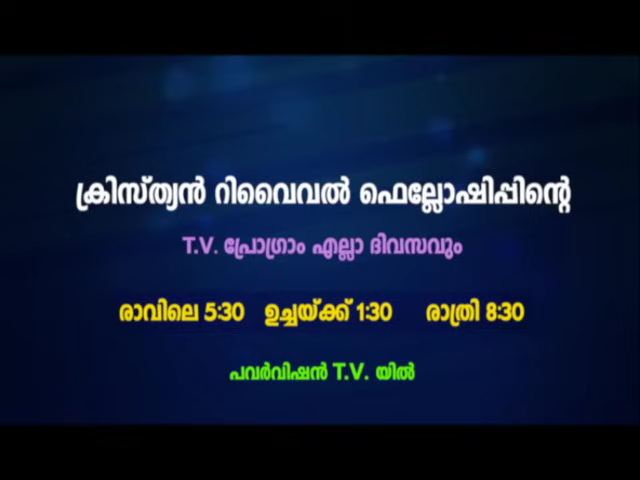 ക്രിസ്ത്യൻ റിവൈവൽ ഫെല്ലോഷിപ്പിന്റെ
T.V. പ്രോഗ്രാം എല്ലാ ദിവസവും
രാവിലെ 5:30 ഉച്ചയ്ക്ക് 1:30 രാത്രി 8:30
പവർവിഷൻ T.V. യിൽ